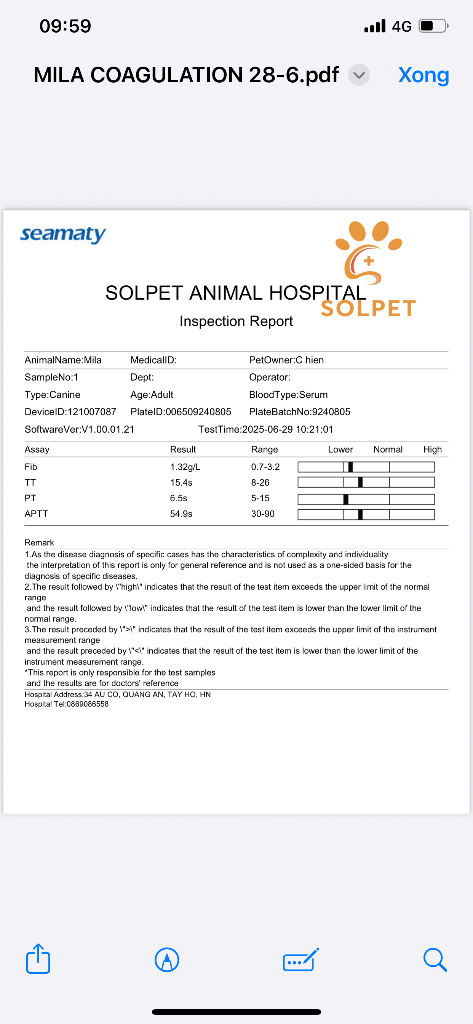 09:59
4G
MILA COAGULATION 28-6.pdf
Xong
seamaty
SOLPET ANIMAL HOSPITAL
SOLPET
Inspection Report
AnimalName:Mila MedicalID: PetOwner:C hien
SampleNo:1 Dept: Operator:
Type:Canine Age:Adult BloodType:Serum
DeviceID:121007087 PlateID:006509240805 PlateBatchNo:9240805
SoftwareVer:V1.00.01.21 TestTime:2025-06-29 10:21:01
Assay Result Range Lower Normal High
Fib 1.32g/L 0.7-3.2
TT 15.4s 8-26
PT 6.5s 5-15
APTT 54.9s 30-90
Remark
1.As the disease diagnosis of specific cases has the characteristics of complexity and individuality
the interpretation of this report is only for general reference and is not used as a one-sided basis for the
diagnosis of specific diseases.
2.The result followed by \"high\" indicates that the result of the test item exceeds the upper limit of the normal
range
and the result followed by \"low\" indicates that the result of the test item is lower than the lower limit of the
normal range.
3.The result preceded by \">\" indicates that the result of the test item exceeds the upper limit of the instrument
measurement range
and the result preceded by \"<\" indicates that the result of the test item is lower than the lower limit of the
instrument measurement range.
*This report is only responsible for the test samples
and the results are for doctors' reference
Hospital Address:34 AU CO, QUANG AN, TAY HO, HN
Hospital Tel:0869086558